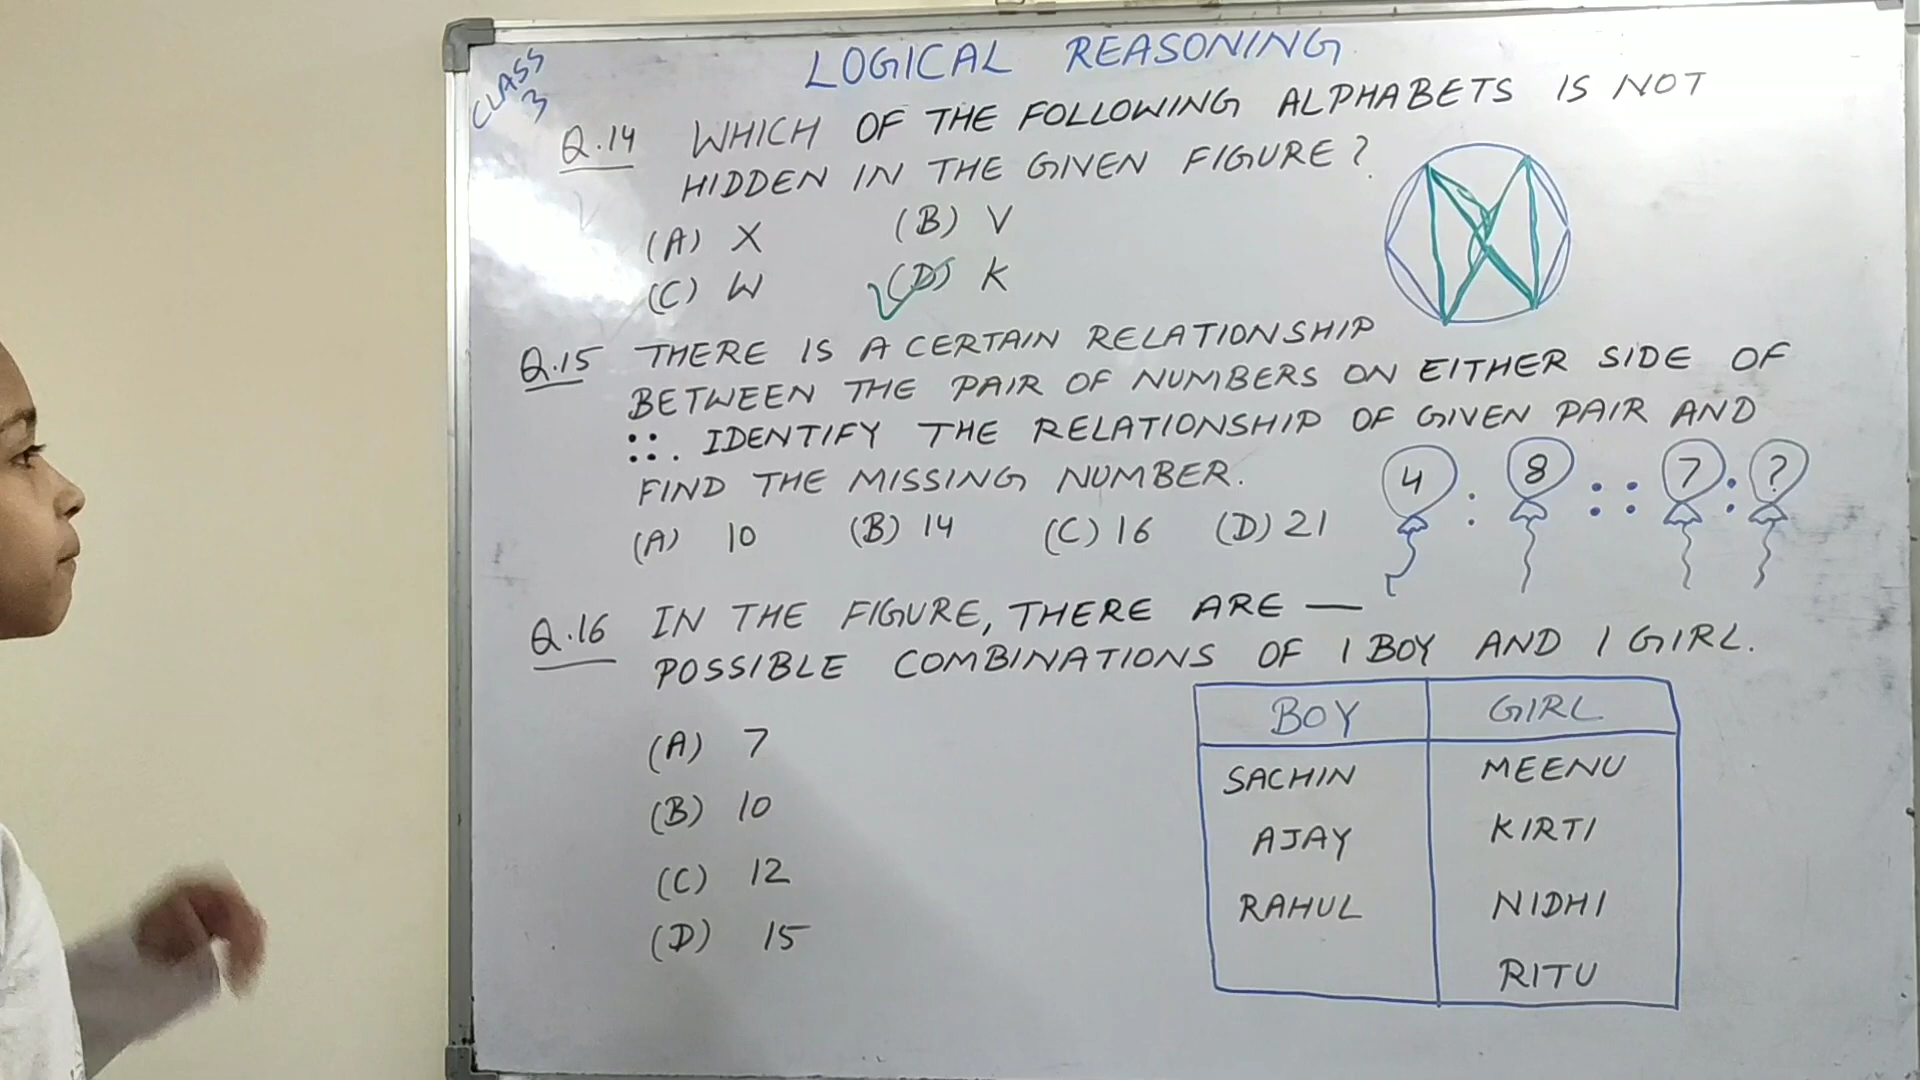 CLASS 3
LOGICAL REASONING
Q.14 WHICH OF THE FOLLOWING ALPHABETS IS NOT
HIDDEN IN THE GIVEN FIGURE?
(A) X (B) V
(C) W (D) K
Q.15 THERE IS A CERTAIN RELATIONSHIP
BETWEEN THE PAIR OF NUMBERS ON EITHER SIDE OF
::. IDENTIFY THE RELATIONSHIP OF GIVEN PAIR AND
FIND THE MISSING NUMBER.
4 : 8 :: 7 : ?
(A) 10 (B) 14 (C) 16 (D) 21
Q.16 IN THE FIGURE, THERE ARE —
POSSIBLE COMBINATIONS OF 1 BOY AND 1 GIRL.
(A) 7
(B) 10
(C) 12
(D) 15
BOY GIRL
SACHIN MEENU
AJAY KIRTI
RAHUL NIDHI
RITU